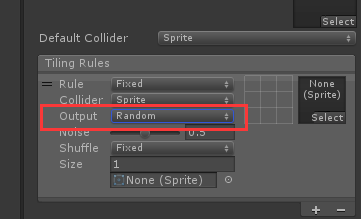 Select
Default Collider Sprite
Tiling Rules
Rule Fixed
None
(Sprite)
Collider Sprite
Output Random
Select
Noise 0.5
Shuffle Fixed
Size 1
None (Sprite)
+ −